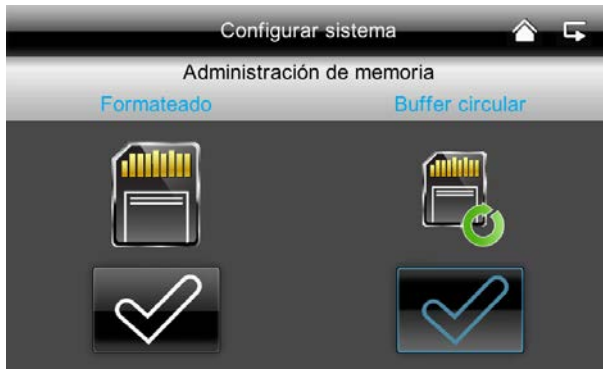 Configurar sistema
Administración de memoria
Formateado Buffer circular